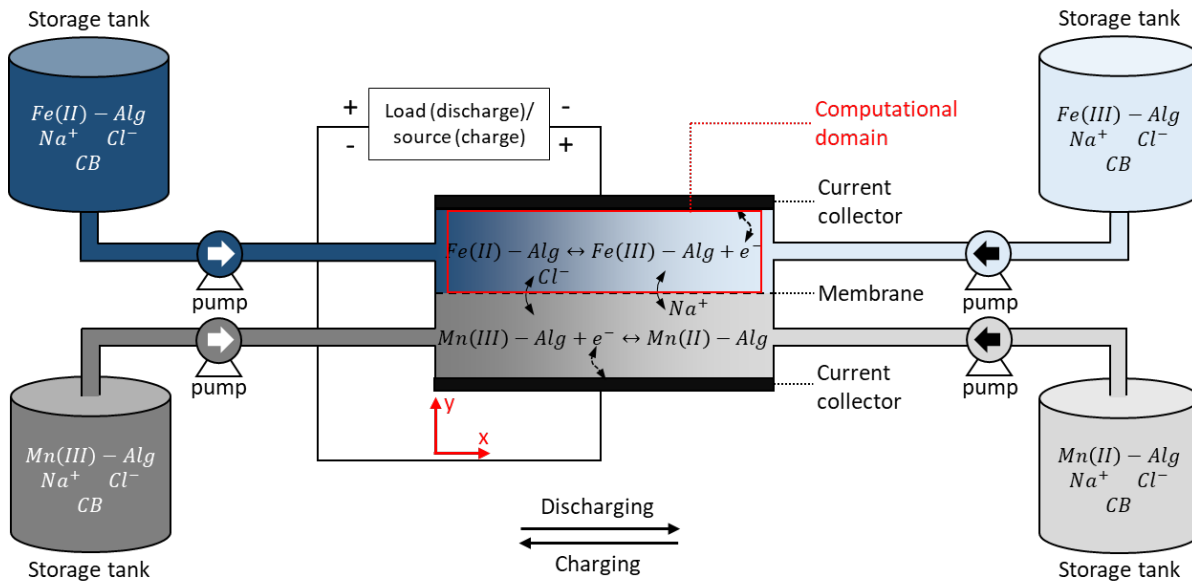 Storage tank
Fe(II) − Alg
Na⁺ Cl⁻
CB
pump
+ -
Load (discharge)/
source (charge)
- +
Computational
domain
Storage tank
Fe(III) − Alg
Na⁺ Cl⁻
CB
pump
Current
collector
Fe(II) − Alg ↔ Fe(III) − Alg + e⁻
Cl⁻
Membrane
Na⁺
Mn(III) − Alg + e⁻ ↔ Mn(II) − Alg
Current
collector
pump
pump
y
x
Mn(III) − Alg
Na⁺ Cl⁻
CB
Storage tank
Mn(II) − Alg
Na⁺ Cl⁻
CB
Storage tank
Discharging
Charging